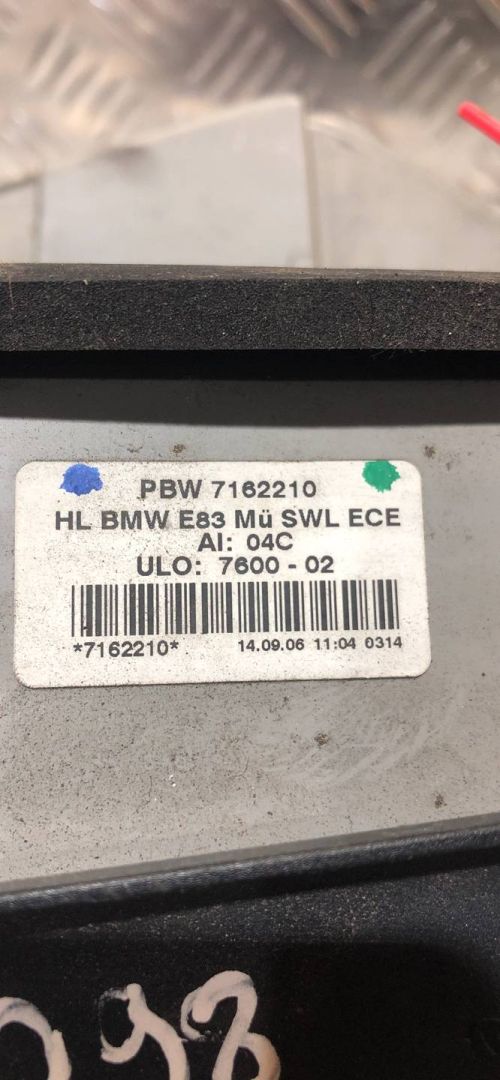 PBW 7162210
HL BMW E83 Mü SWL ECE
AI: 04C
ULO: 7600 - 02
*7162210* 14.09.06 11:04 0314
098